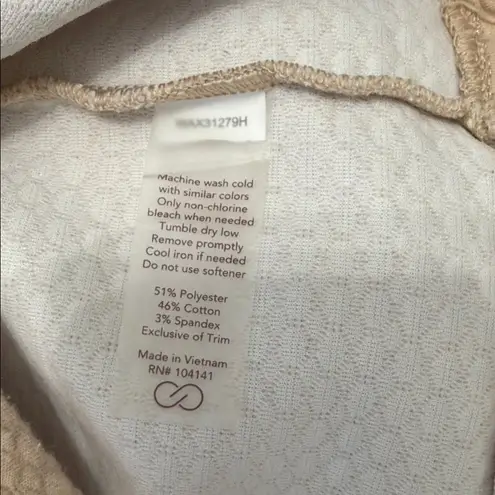 Machine wash cold
with similar colors
Only non-chlorine
bleach when needed
Tumble dry low
Remove promptly
Cool iron if needed
Do not use softener
51% Polyester
46% Cotton
3% Spandex
Exclusive of Trim
Made in Vietnam
RN# 104141